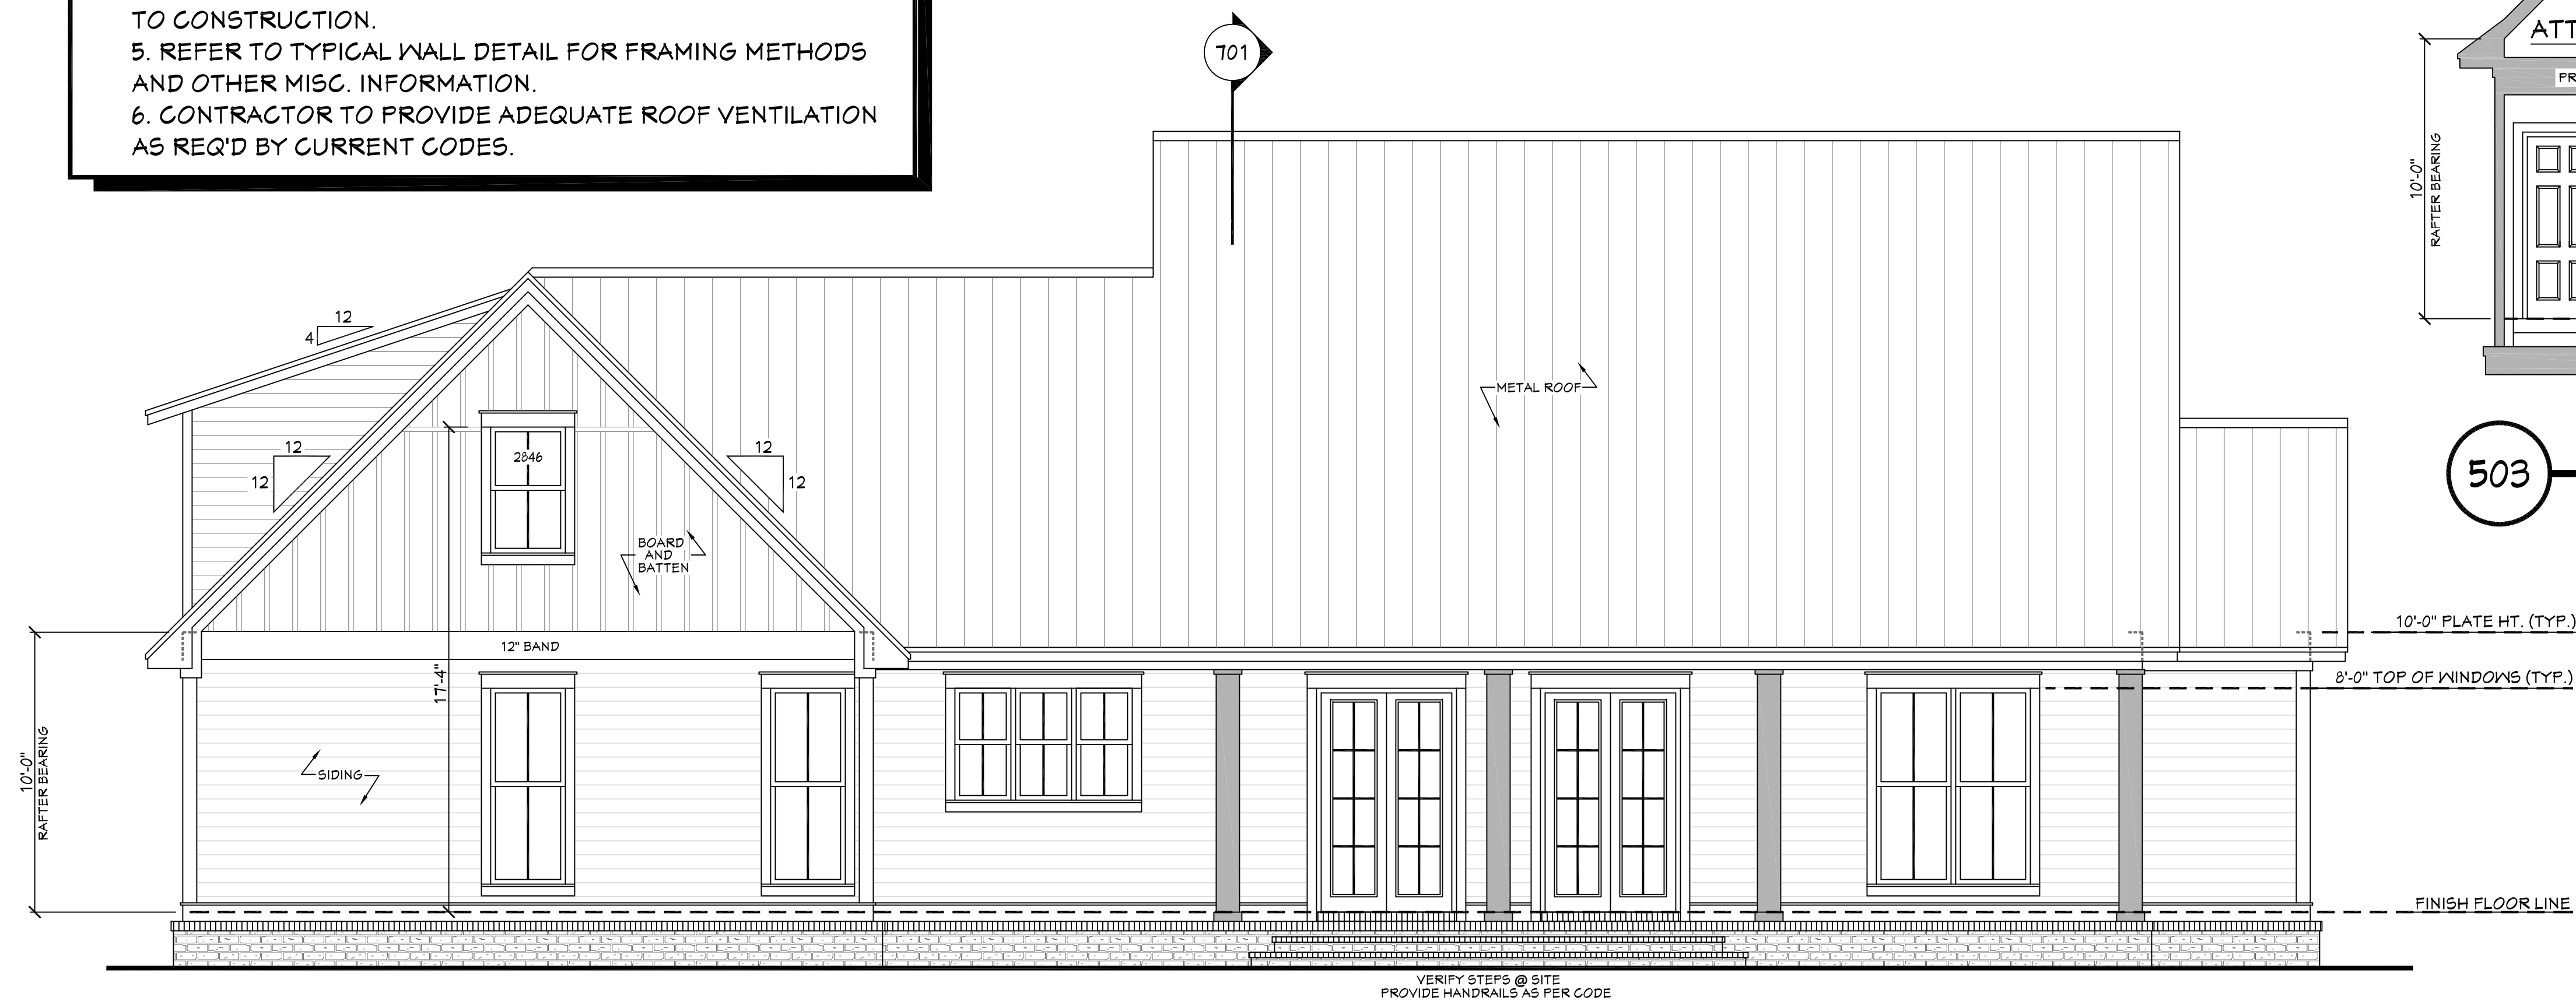 TO CONSTRUCTION.
5. REFER TO TYPICAL WALL DETAIL FOR FRAMING METHODS
AND OTHER MISC. INFORMATION.
6. CONTRACTOR TO PROVIDE ADEQUATE ROOF VENTILATION
AS REQ'D BY CURRENT CODES.
701
ATT
PR
10'-0"
RAFTER BEARING
503
12
4
12
12
12
12
2846
METAL ROOF
BOARD
AND
BATTEN
12" BAND
17'-4"
SIDING
10'-0"
RAFTER BEARING
10'-0" PLATE HT. (TYP.)
8'-0" TOP OF WINDOWS (TYP.)
FINISH FLOOR LINE
VERIFY STEPS @ SITE
PROVIDE HANDRAILS AS PER CODE